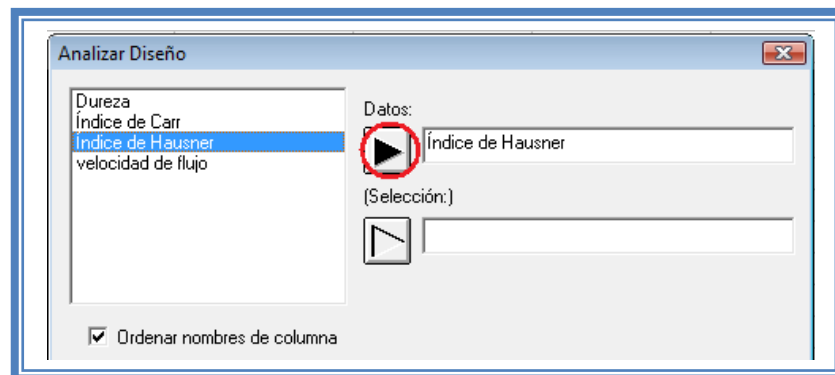 Analizar Diseño
Dureza
Índice de Carr
Índice de Hausner
velocidad de flujo
Datos:
Índice de Hausner
(Selección:)
Ordenar nombres de columna